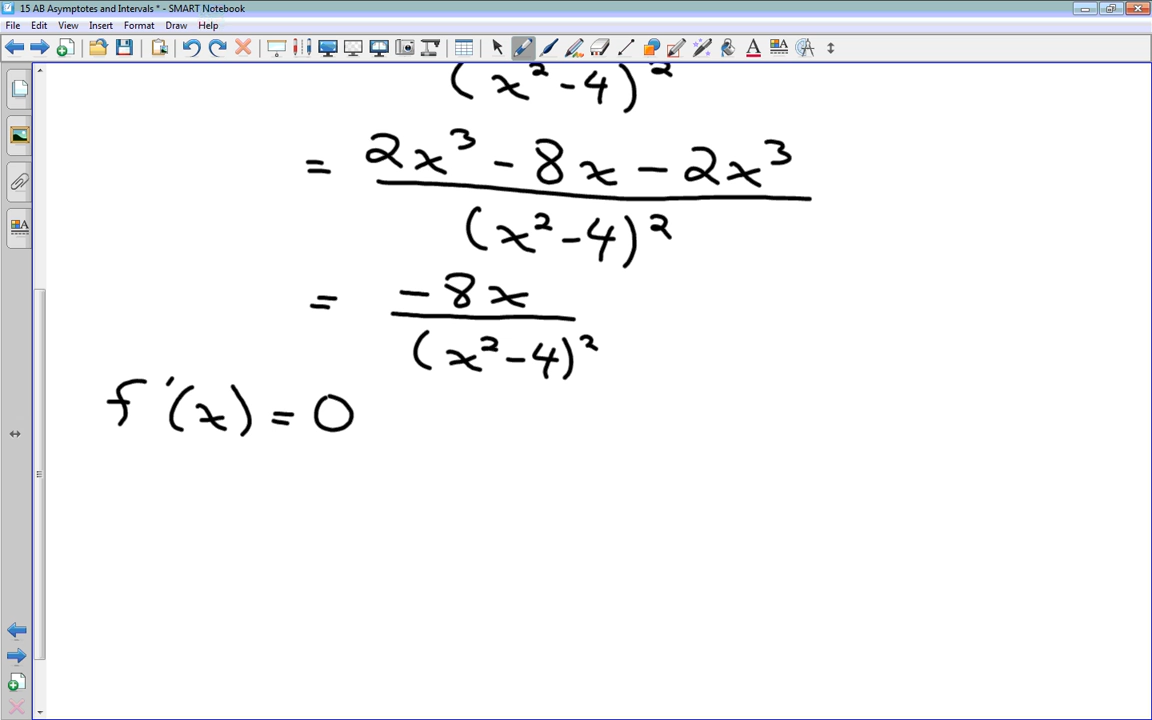 15 AB Asymptotes and Intervals * - SMART Notebook
File Edit View Insert Format Draw Help
(x² - 4)²
= 2x³ - 8x - 2x³
(x² - 4)²
= -8x
(x² - 4)²
f'(x) = 0